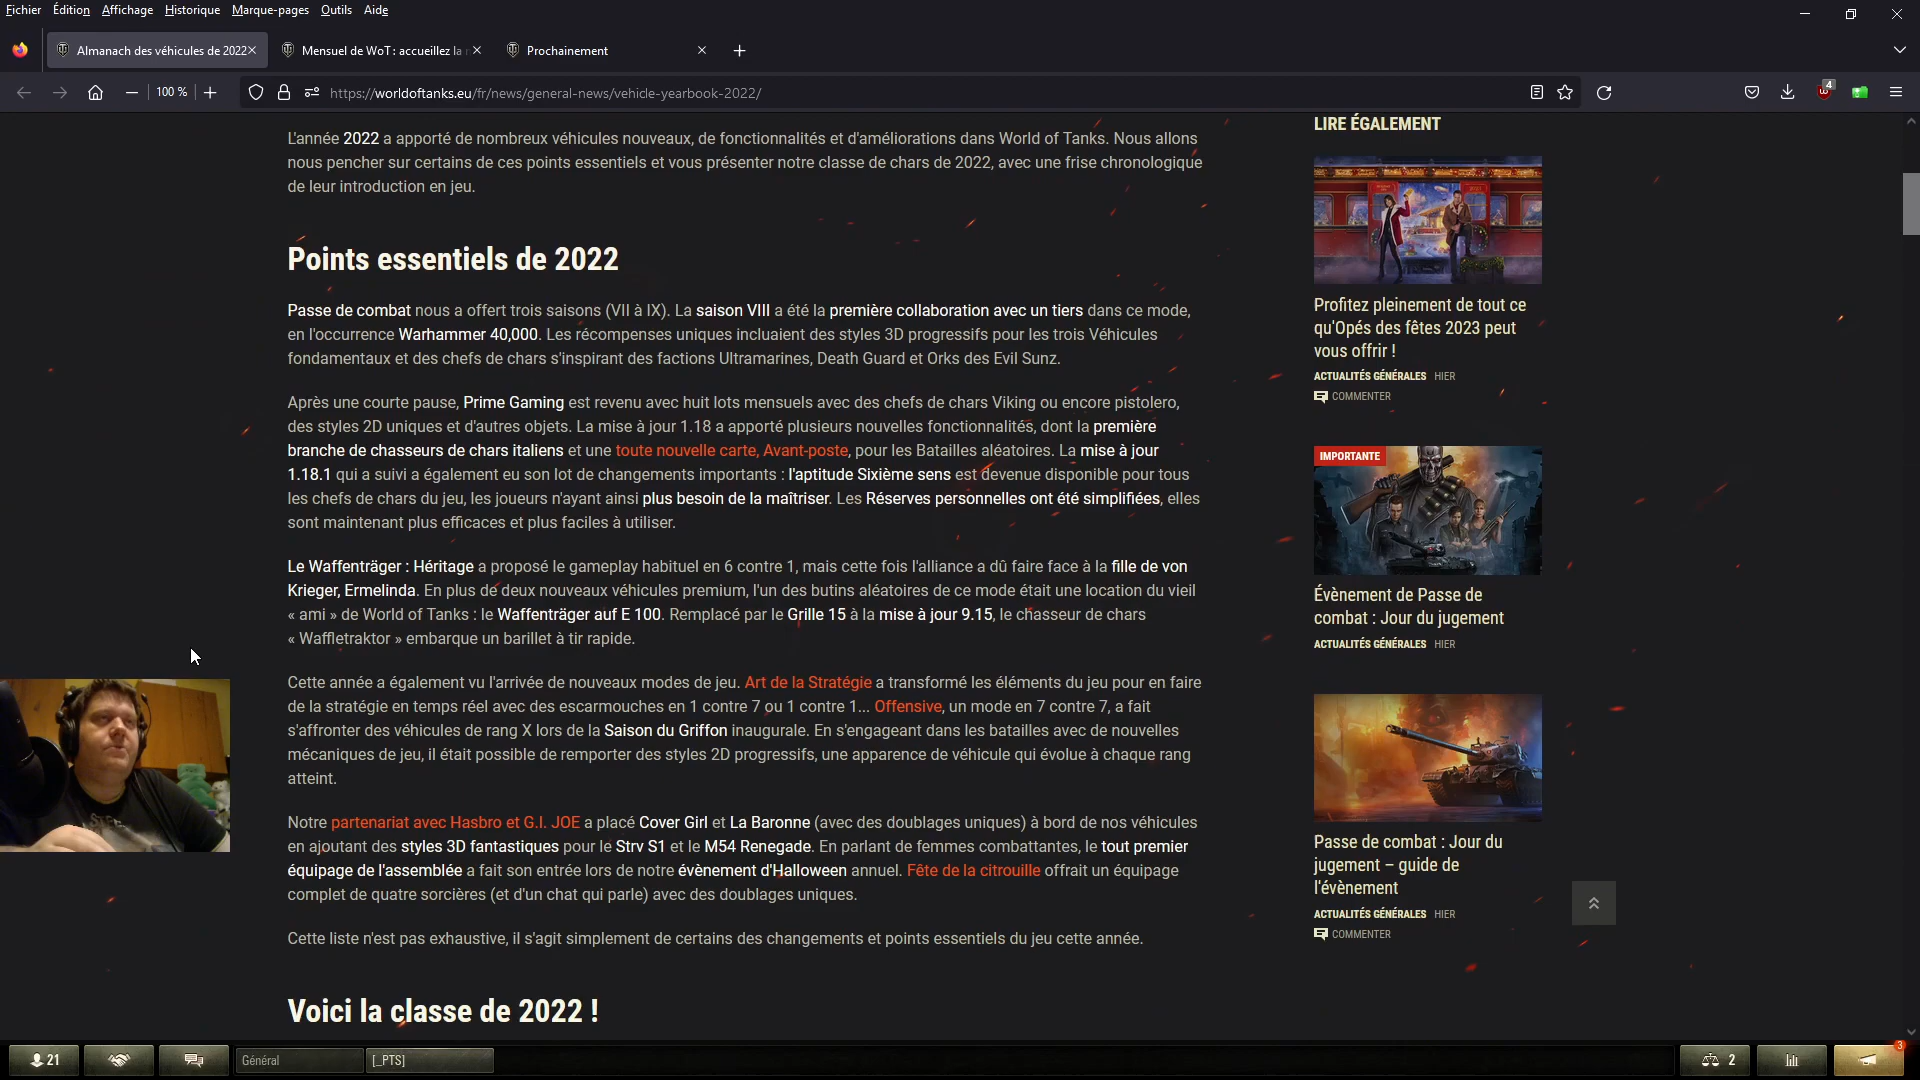 Fichier Édition Affichage Historique Marque-pages Outils Aide
Almanach des véhicules de 2022
Mensuel de WoT : accueillez la
Prochainement
100 %
https://worldoftanks.eu/fr/news/general-news/vehicle-yearbook-2022/
4
L'année 2022 a apporté de nombreux véhicules nouveaux, de fonctionnalités et d'améliorations dans World of Tanks. Nous allons
nous pencher sur certains de ces points essentiels et vous présenter notre classe de chars de 2022, avec une frise chronologique
de leur introduction en jeu.
Points essentiels de 2022
Passe de combat nous a offert trois saisons (VII à IX). La saison VIII a été la première collaboration avec un tiers dans ce mode,
en l'occurrence Warhammer 40,000. Les récompenses uniques incluaient des styles 3D progressifs pour les trois Véhicules
fondamentaux et des chefs de chars s'inspirant des factions Ultramarines, Death Guard et Orks des Evil Sunz.
Après une courte pause, Prime Gaming est revenu avec huit lots mensuels avec des chefs de chars Viking ou encore pistolero,
des styles 2D uniques et d'autres objets. La mise à jour 1.18 a apporté plusieurs nouvelles fonctionnalités, dont la première
branche de chasseurs de chars italiens et une toute nouvelle carte, Avant-poste, pour les Batailles aléatoires. La mise à jour
1.18.1 qui a suivi a également eu son lot de changements importants : l'aptitude Sixième sens est devenue disponible pour tous
les chefs de chars du jeu, les joueurs n'ayant ainsi plus besoin de la maîtriser. Les Réserves personnelles ont été simplifiées, elles
sont maintenant plus efficaces et plus faciles à utiliser.
Le Waffenträger : Héritage a proposé le gameplay habituel en 6 contre 1, mais cette fois l'alliance a dû faire face à la fille de von
Krieger, Ermelinda. En plus de deux nouveaux véhicules premium, l'un des butins aléatoires de ce mode était une location du vieil
« ami » de World of Tanks : le Waffenträger auf E 100. Remplacé par le Grille 15 à la mise à jour 9.15, le chasseur de chars
« Waffletraktor » embarque un barillet à tir rapide.
Cette année a également vu l'arrivée de nouveaux modes de jeu. Art de la Stratégie a transformé les éléments du jeu pour en faire
de la stratégie en temps réel avec des escarmouches en 1 contre 7 ou 1 contre 1... Offensive, un mode en 7 contre 7, a fait
s'affronter des véhicules de rang X lors de la Saison du Griffon inaugurale. En s'engageant dans les batailles avec de nouvelles
mécaniques de jeu, il était possible de remporter des styles 2D progressifs, une apparence de véhicule qui évolue à chaque rang
atteint.
Notre partenariat avec Hasbro et G.I. JOE a placé Cover Girl et La Baronne (avec des doublages uniques) à bord de nos véhicules
en ajoutant des styles 3D fantastiques pour le Strv S1 et le M54 Renegade. En parlant de femmes combattantes, le tout premier
équipage de l'assemblée a fait son entrée lors de notre évènement d'Halloween annuel. Fête de la citrouille offrait un équipage
complet de quatre sorcières (et d'un chat qui parle) avec des doublages uniques.
Cette liste n'est pas exhaustive, il s'agit simplement de certains des changements et points essentiels du jeu cette année.
Voici la classe de 2022 !
LIRE ÉGALEMENT
Profitez pleinement de tout ce
qu'Opés des fêtes 2023 peut
vous offrir !
ACTUALITÉS GÉNÉRALES HIER
COMMENTER
IMPORTANTE
Évènement de Passe de
combat : Jour du jugement
ACTUALITÉS GÉNÉRALES HIER
Passe de combat : Jour du
jugement – guide de
l'évènement
ACTUALITÉS GÉNÉRALES HIER
COMMENTER
21
Général
[_PTS]
2
3